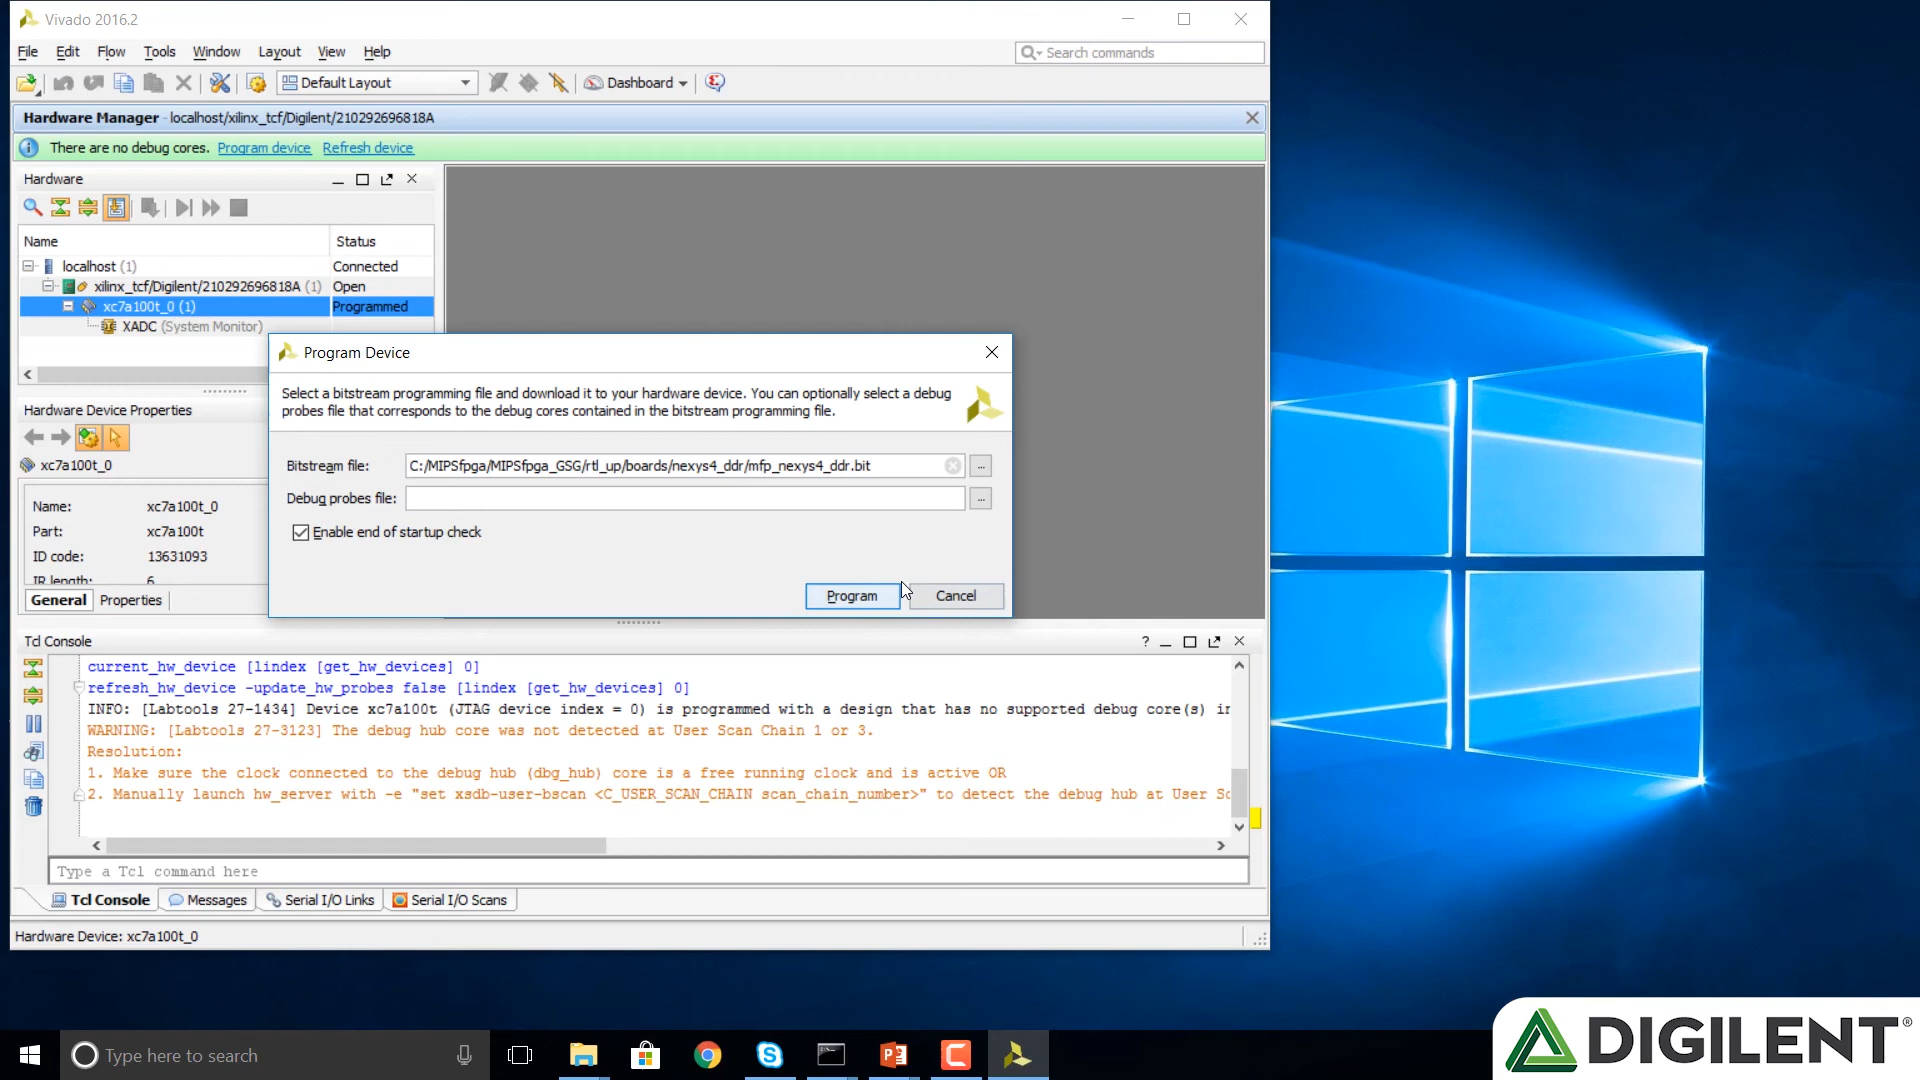 Vivado 2016.2
File Edit Flow Tools Window Layout View Help
Search commands
Default Layout
Dashboard
Hardware Manager - localhost/xilinx_tcf/Digilent/210292696818A
There are no debug cores. Program device Refresh device
Hardware
Name Status
localhost (1) Connected
xilinx_tcf/Digilent/210292696818A (1) Open
xc7a100t_0 (1) Programmed
XADC (System Monitor)
Hardware Device Properties
xc7a100t_0
Name: xc7a100t_0
Part: xc7a100t
ID code: 13631093
IR length: 6
General Properties
Program Device
Select a bitstream programming file and download it to your hardware device. You can optionally select a debug
probes file that corresponds to the debug cores contained in the bitstream programming file.
Bitstream file: C:/MIPSfpga/MIPSfpga_GSG/rtl_up/boards/nexys4_ddr/mfp_nexys4_ddr.bit ...
Debug probes file: ...
Enable end of startup check
Program Cancel
Tcl Console
?
current_hw_device [lindex [get_hw_devices] 0]
refresh_hw_device -update_hw_probes false [lindex [get_hw_devices] 0]
INFO: [Labtools 27-1434] Device xc7a100t (JTAG device index = 0) is programmed with a design that has no supported debug core(s) in
WARNING: [Labtools 27-3123] The debug hub core was not detected at User Scan Chain 1 or 3.
Resolution:
1. Make sure the clock connected to the debug hub (dbg_hub) core is a free running clock and is active OR
2. Manually launch hw_server with -e "set xsdb-user-bscan <C_USER_SCAN_CHAIN scan_chain_number>" to detect the debug hub at User Sc
Type a Tcl command here
Tcl Console Messages Serial I/O Links Serial I/O Scans
Hardware Device: xc7a100t_0
Type here to search
DIGILENT®